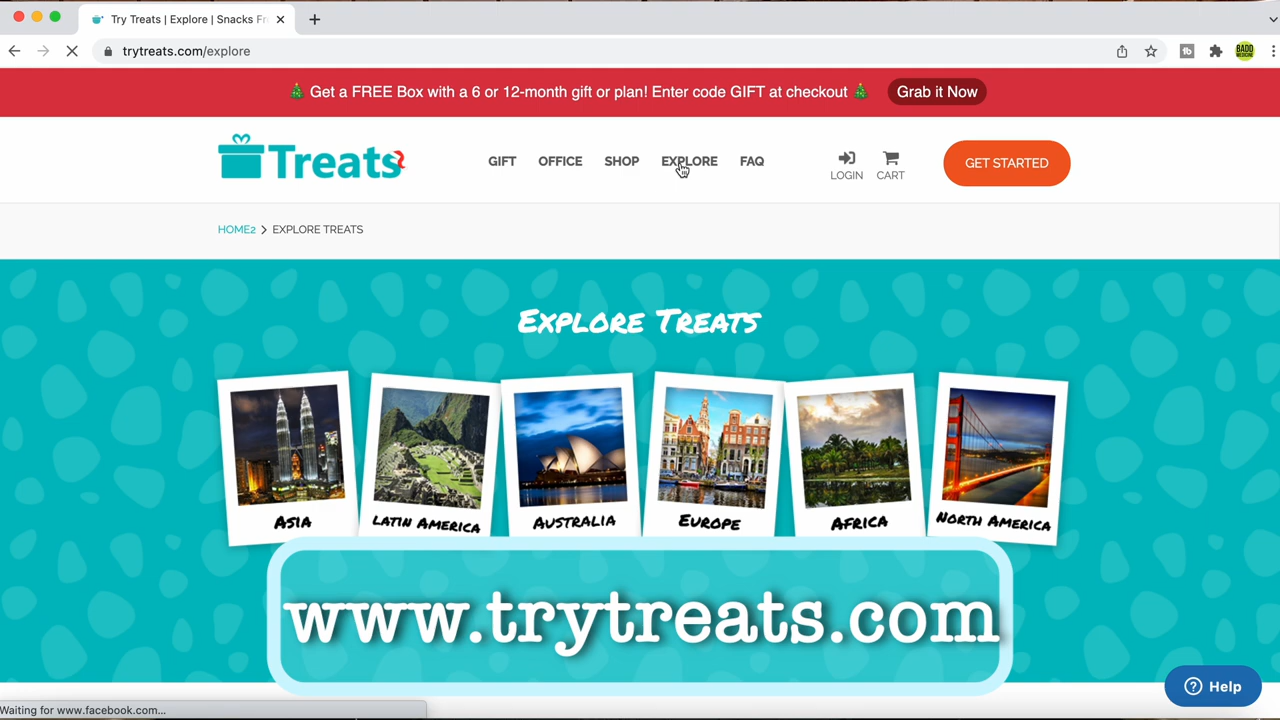 Try Treats | Explore | Snacks Fr
trytreats.com/explore
BADD
MEDICINE
🎄 Get a FREE Box with a 6 or 12-month gift or plan! Enter code GIFT at checkout 🎄 Grab it Now
Treats
GIFT OFFICE SHOP EXPLORE FAQ LOGIN CART GET STARTED
HOME2 > EXPLORE TREATS
EXPLORE TREATS
ASIA LATIN AMERICA AUSTRALIA EUROPE AFRICA NORTH AMERICA
www.trytreats.com
Help
Waiting for www.facebook.com...